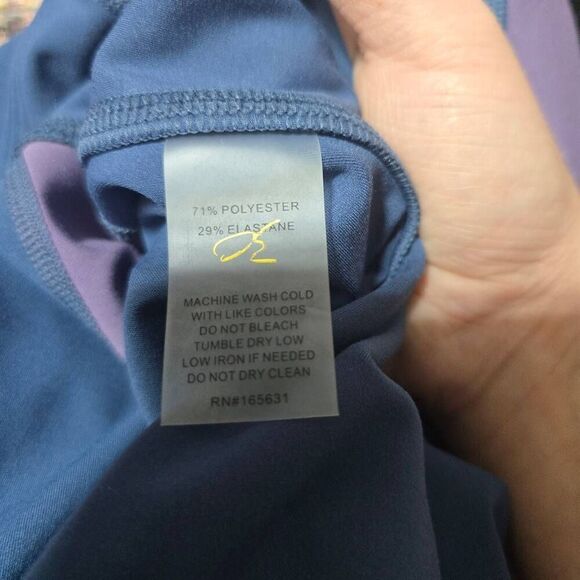 71% POLYESTER
29% ELASTANE
MACHINE WASH COLD
WITH LIKE COLORS
DO NOT BLEACH
TUMBLE DRY LOW
LOW IRON IF NEEDED
DO NOT DRY CLEAN
RN#165631